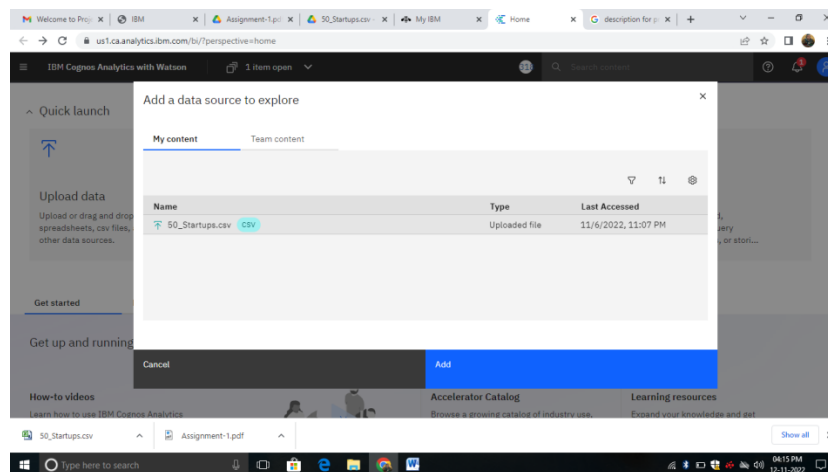 Welcome to Proj
IBM
Assignment-1.pd
50_Startups.csv -
My IBM
Home
description for p
us1.ca.analytics.ibm.com/bi/?perspective=home
IBM Cognos Analytics with Watson
1 item open
Search content
Quick launch
Add a data source to explore
My content
Team content
Upload data
Upload or drag and drop
spreadsheets, csv files,
other data sources.
Name Type Last Accessed
50_Startups.csv CSV Uploaded file 11/6/2022, 11:07 PM
, or stori...
Get started
Get up and running
Cancel
Add
How-to videos
Learn how to use IBM Cognos Analytics
Accelerator Catalog
Browse a growing catalog of industry use,
Learning resources
Expand your knowledge and get
50_Startups.csv
Assignment-1.pdf
Show all
Type here to search
04:15 PM
12-11-2022